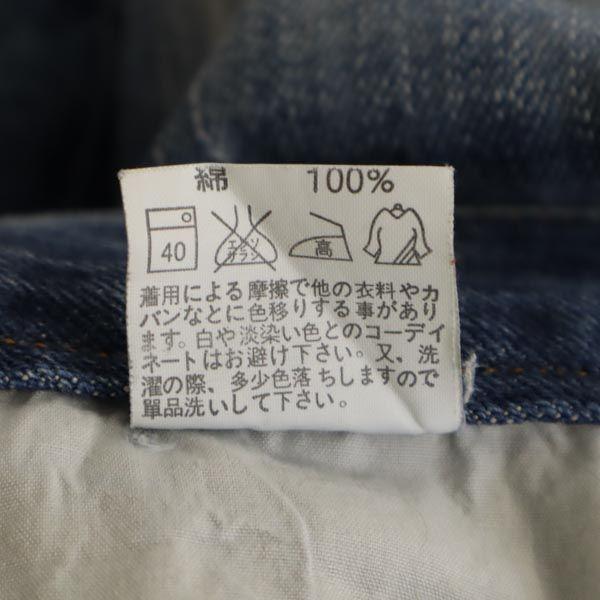 綿 100%
40 エンソ サラシ 高
着用による摩擦で他の衣料やカ
バンなとに色移りする事があり
ます。白や淡染い色とのコーデイ
ネートはお避け下さい。又、洗
濯の際、多少色落ちしますので
單品洗いして下さい。